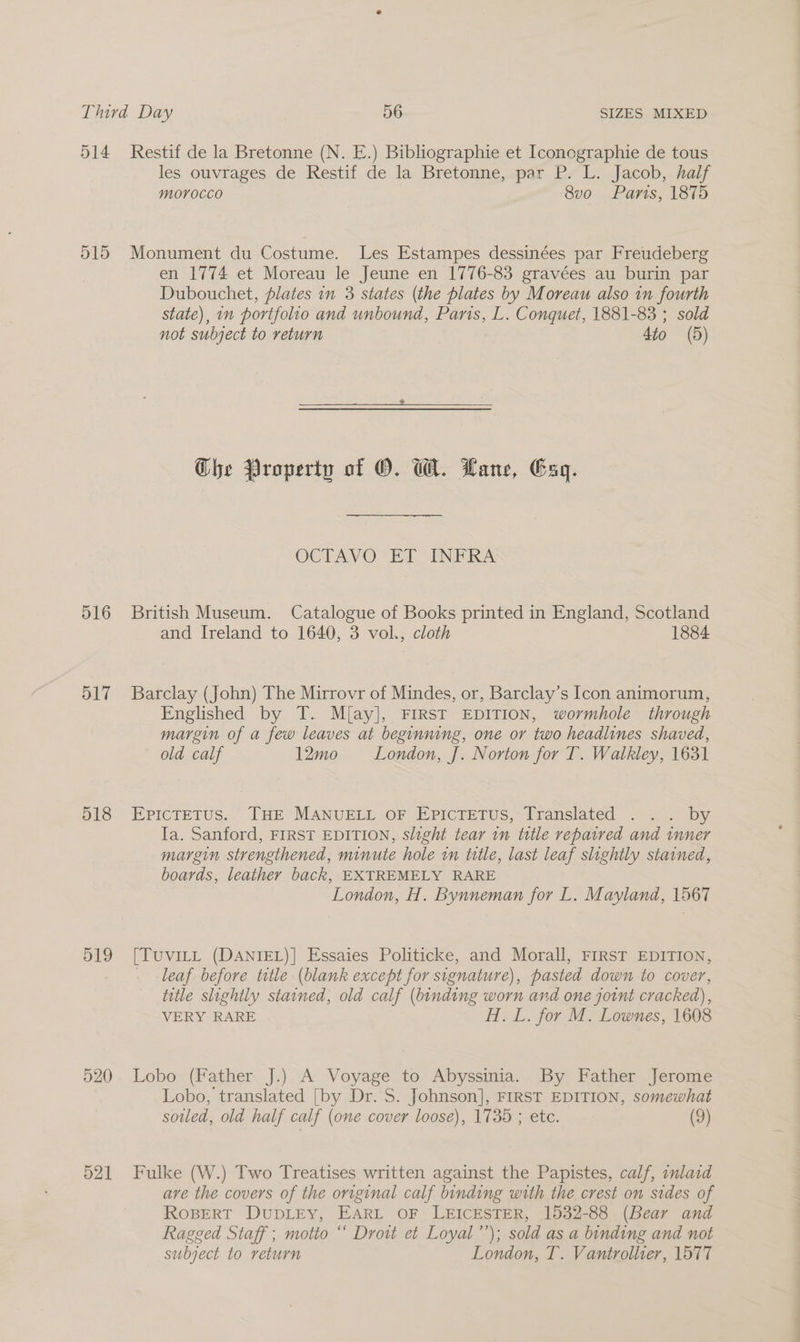 Third Day 56 SIZES MIXED
514 Restif de la Bretonne (N. E.) Bibliographie et Iconographie de tous
les ouvrages de Restif de la Bretonne, par P. L. Jacob, half
morocco 8vo Paris, 1875
515 Monument du Costume. Les Estampes dessinées par Freudeberg
en 1774 et Moreau le Jeune en 1776-83 gravées au burin par
Dubouchet, plates in 3 states (the plates by Moreau also in fourth
state), in portfolio and unbound, Paris, L. Conquet, 1881-83 ; sold
not subject to return 4to (5)
The Property of O. W. Lane, Esq.
OCTAVO ET INFRA
516 British Museum. Catalogue of Books printed in England, Scotland
and Ireland to 1640, 3 vol., cloth 1884
517 Barclay (John) The Mirrovr of Mindes, or, Barclay's Icon animorum,
Englished by T. M[ay], FIRST EDITION, wormhole through
margin of a few leaves at beginning, one or two headlines shaved,
old calf 12mo London, J. Norton for T. Walkley, 1631
518 EPICTETUS. THE MANUELL OF EPICTETUS, Translated . . . by
Ia. Sanford, FIRST EDITION, slight tear in title repaired and inner
margin strengthened, minute hole in title, last leaf slightly stained,
boards, leather back, EXTREMELY RARE
London, H. Bynneman for L. Mayland, 1567
519 [TUVILL (DANIEL)] Essaies Politicke, and Morall, FIRST EDITION,
leaf before title (blank except for signature), pasted down to cover,
title slightly stained, old calf (binding worn and one joint cracked),
VERY RARE H. L. for M. Lownes, 1608
520 Lobo (Father J.) A Voyage to Abyssinia. By Father Jerome
Lobo, translated [by Dr. S. Johnson], FIRST EDITION, somewhat
soiled, old half calf (one cover loose), 1735 ; etc. (9)
521 Fulke (W.) Two Treatises written against the Papistes, calf, inlaid
are the covers of the original calf binding with the crest on sides of
ROBERT DUDLEY, EARL OF LEICESTER, 1532-88 (Bear and
Ragged Staff ; motto “ Droit et Loyal ”); sold as a binding and not
subject to return London, T. Vantrollier, 1577